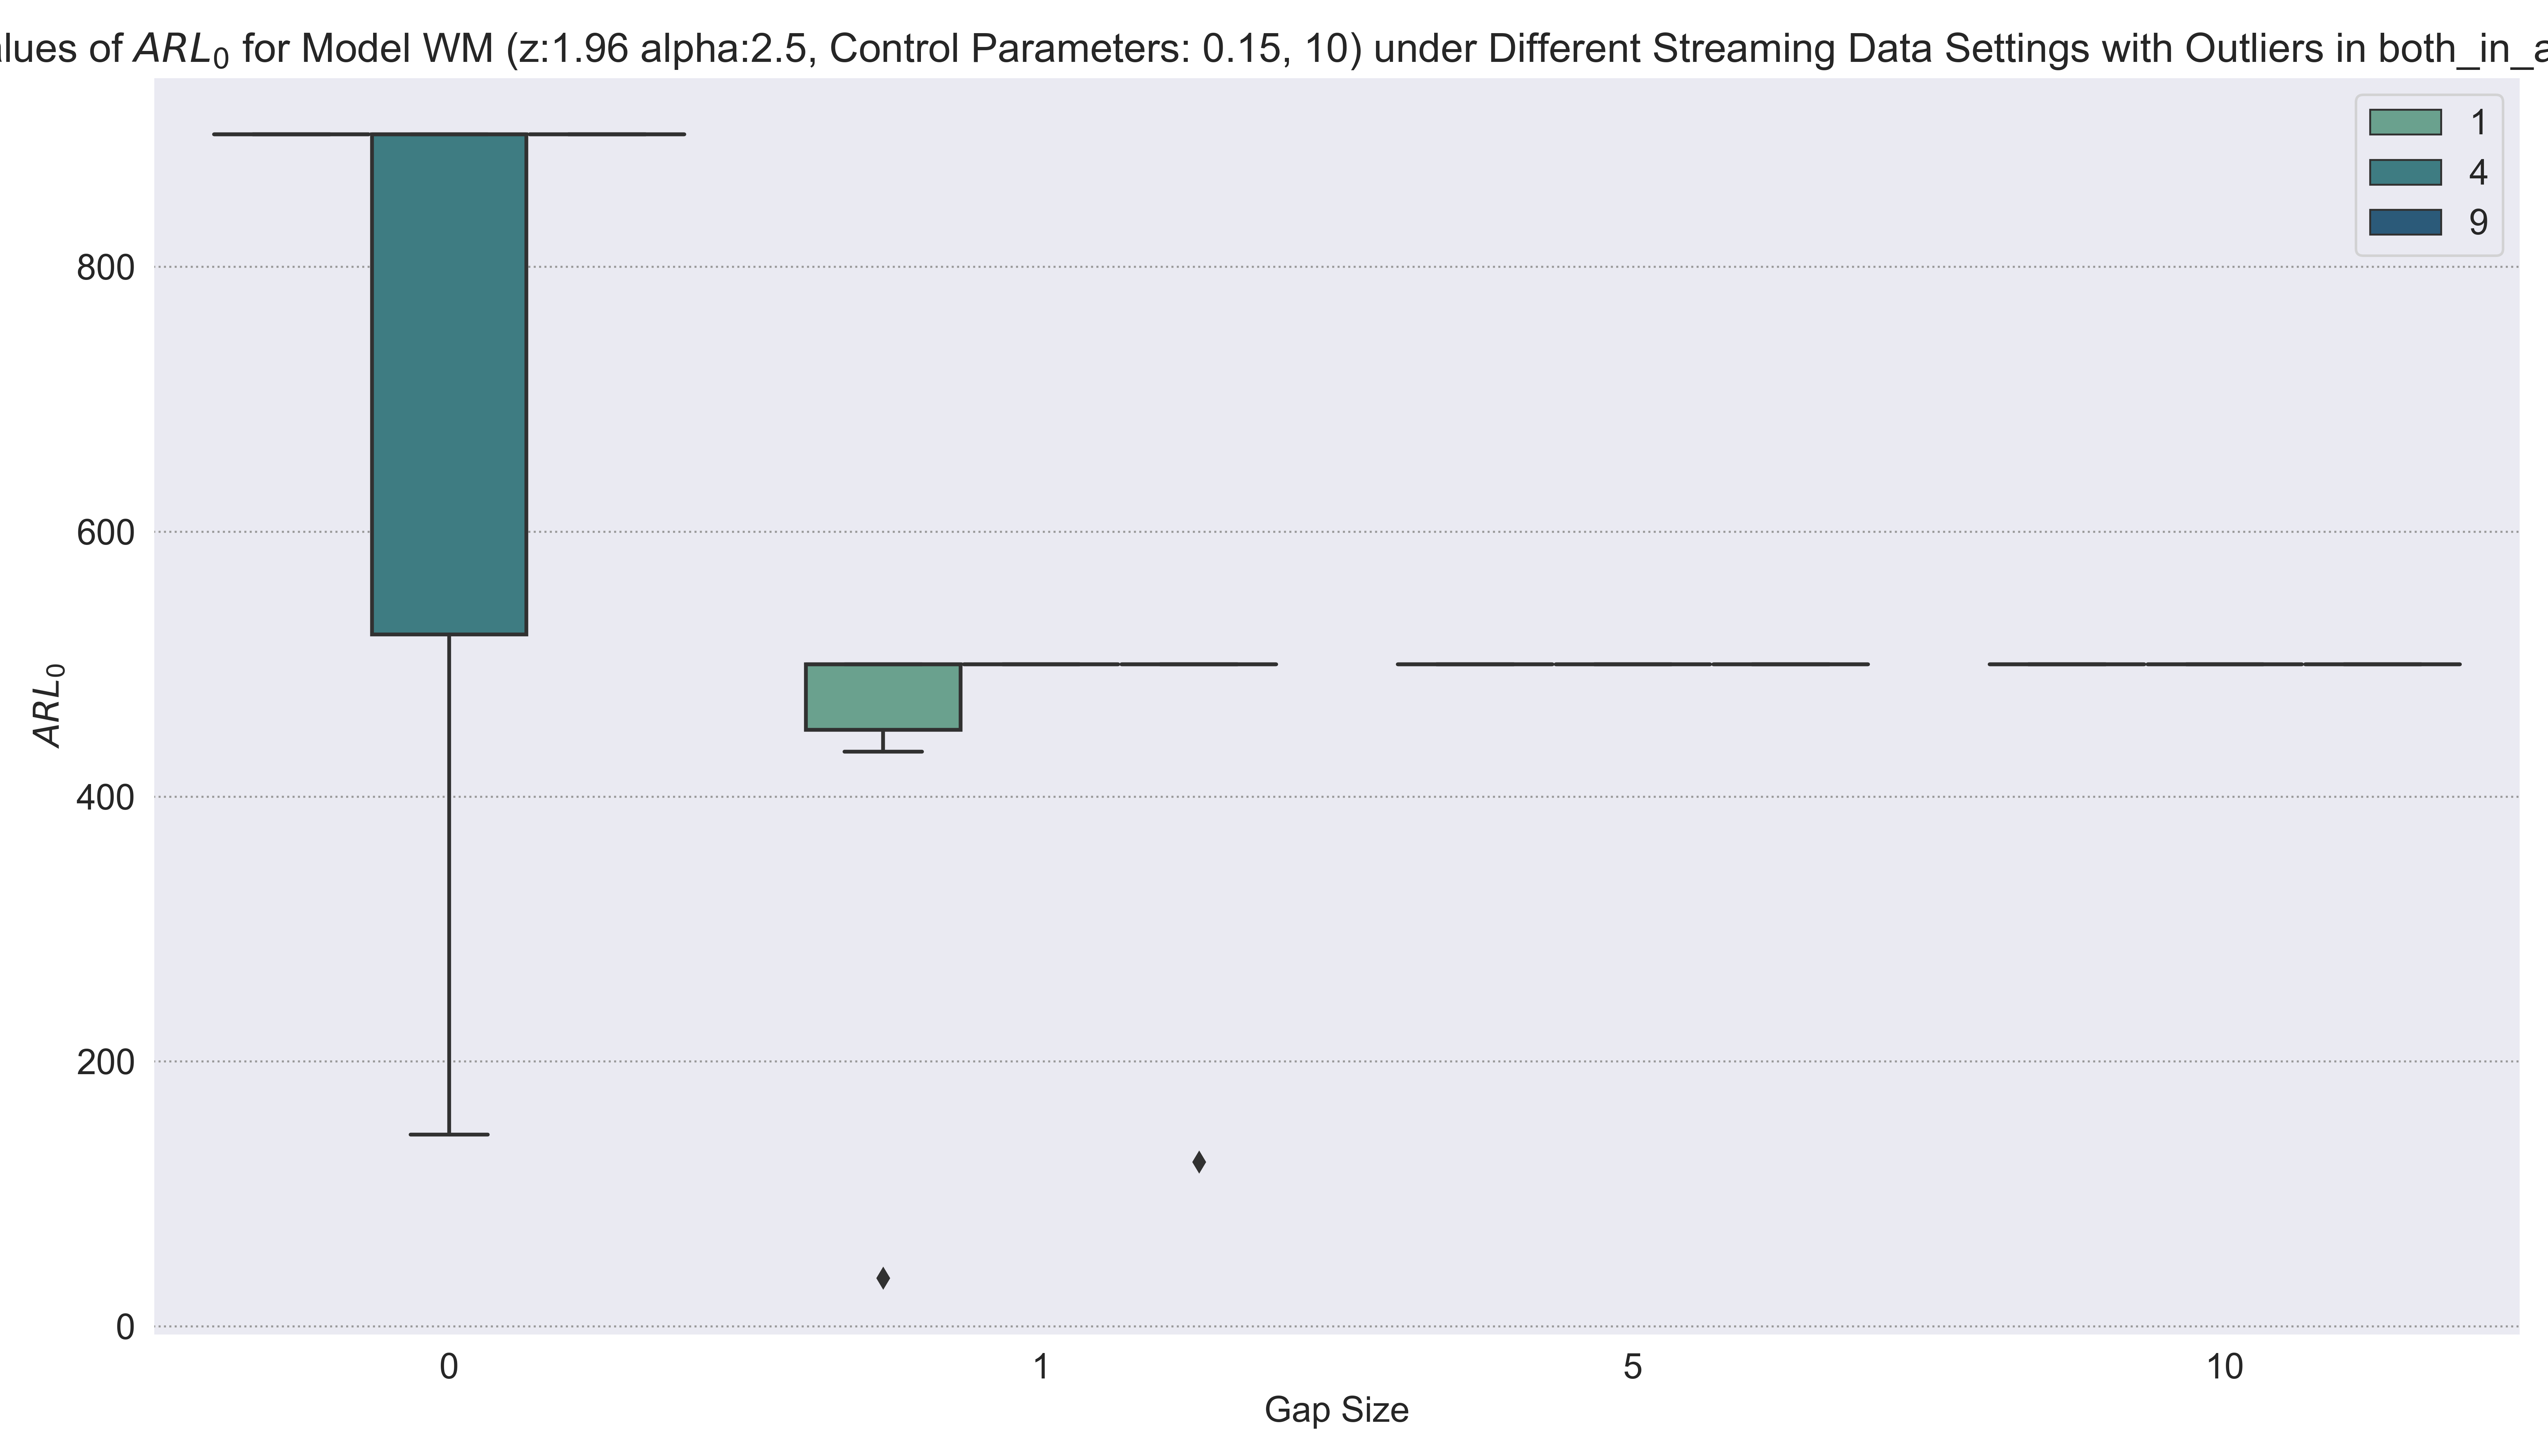 lues of ARL₀ for Model WM (z:1.96 alpha:2.5, Control Parameters: 0.15, 10) under Different Streaming Data Settings with Outliers in both_in_a
1
4
9
800
600
400
200
0
ARL₀
0 1 5 10
Gap Size